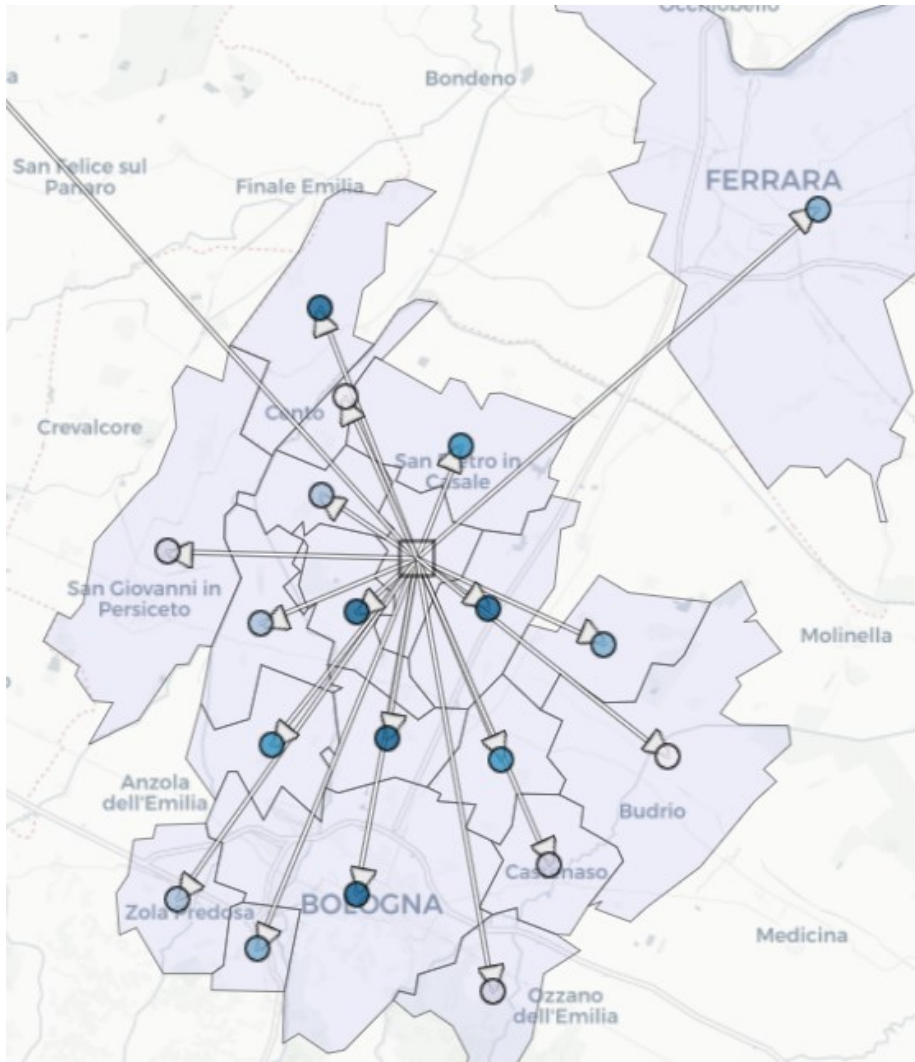 Occhiobello
a
Bondeno
San Felice sul
Panaro
Finale Emilia
FERRARA
Cento
Crevalcore
San Pietro in
Casale
San Giovanni in
Persiceto
Molinella
Anzola
dell'Emilia
Budrio
Castenaso
Zola Predosa
BOLOGNA
Medicina
Ozzano
dell'Emilia